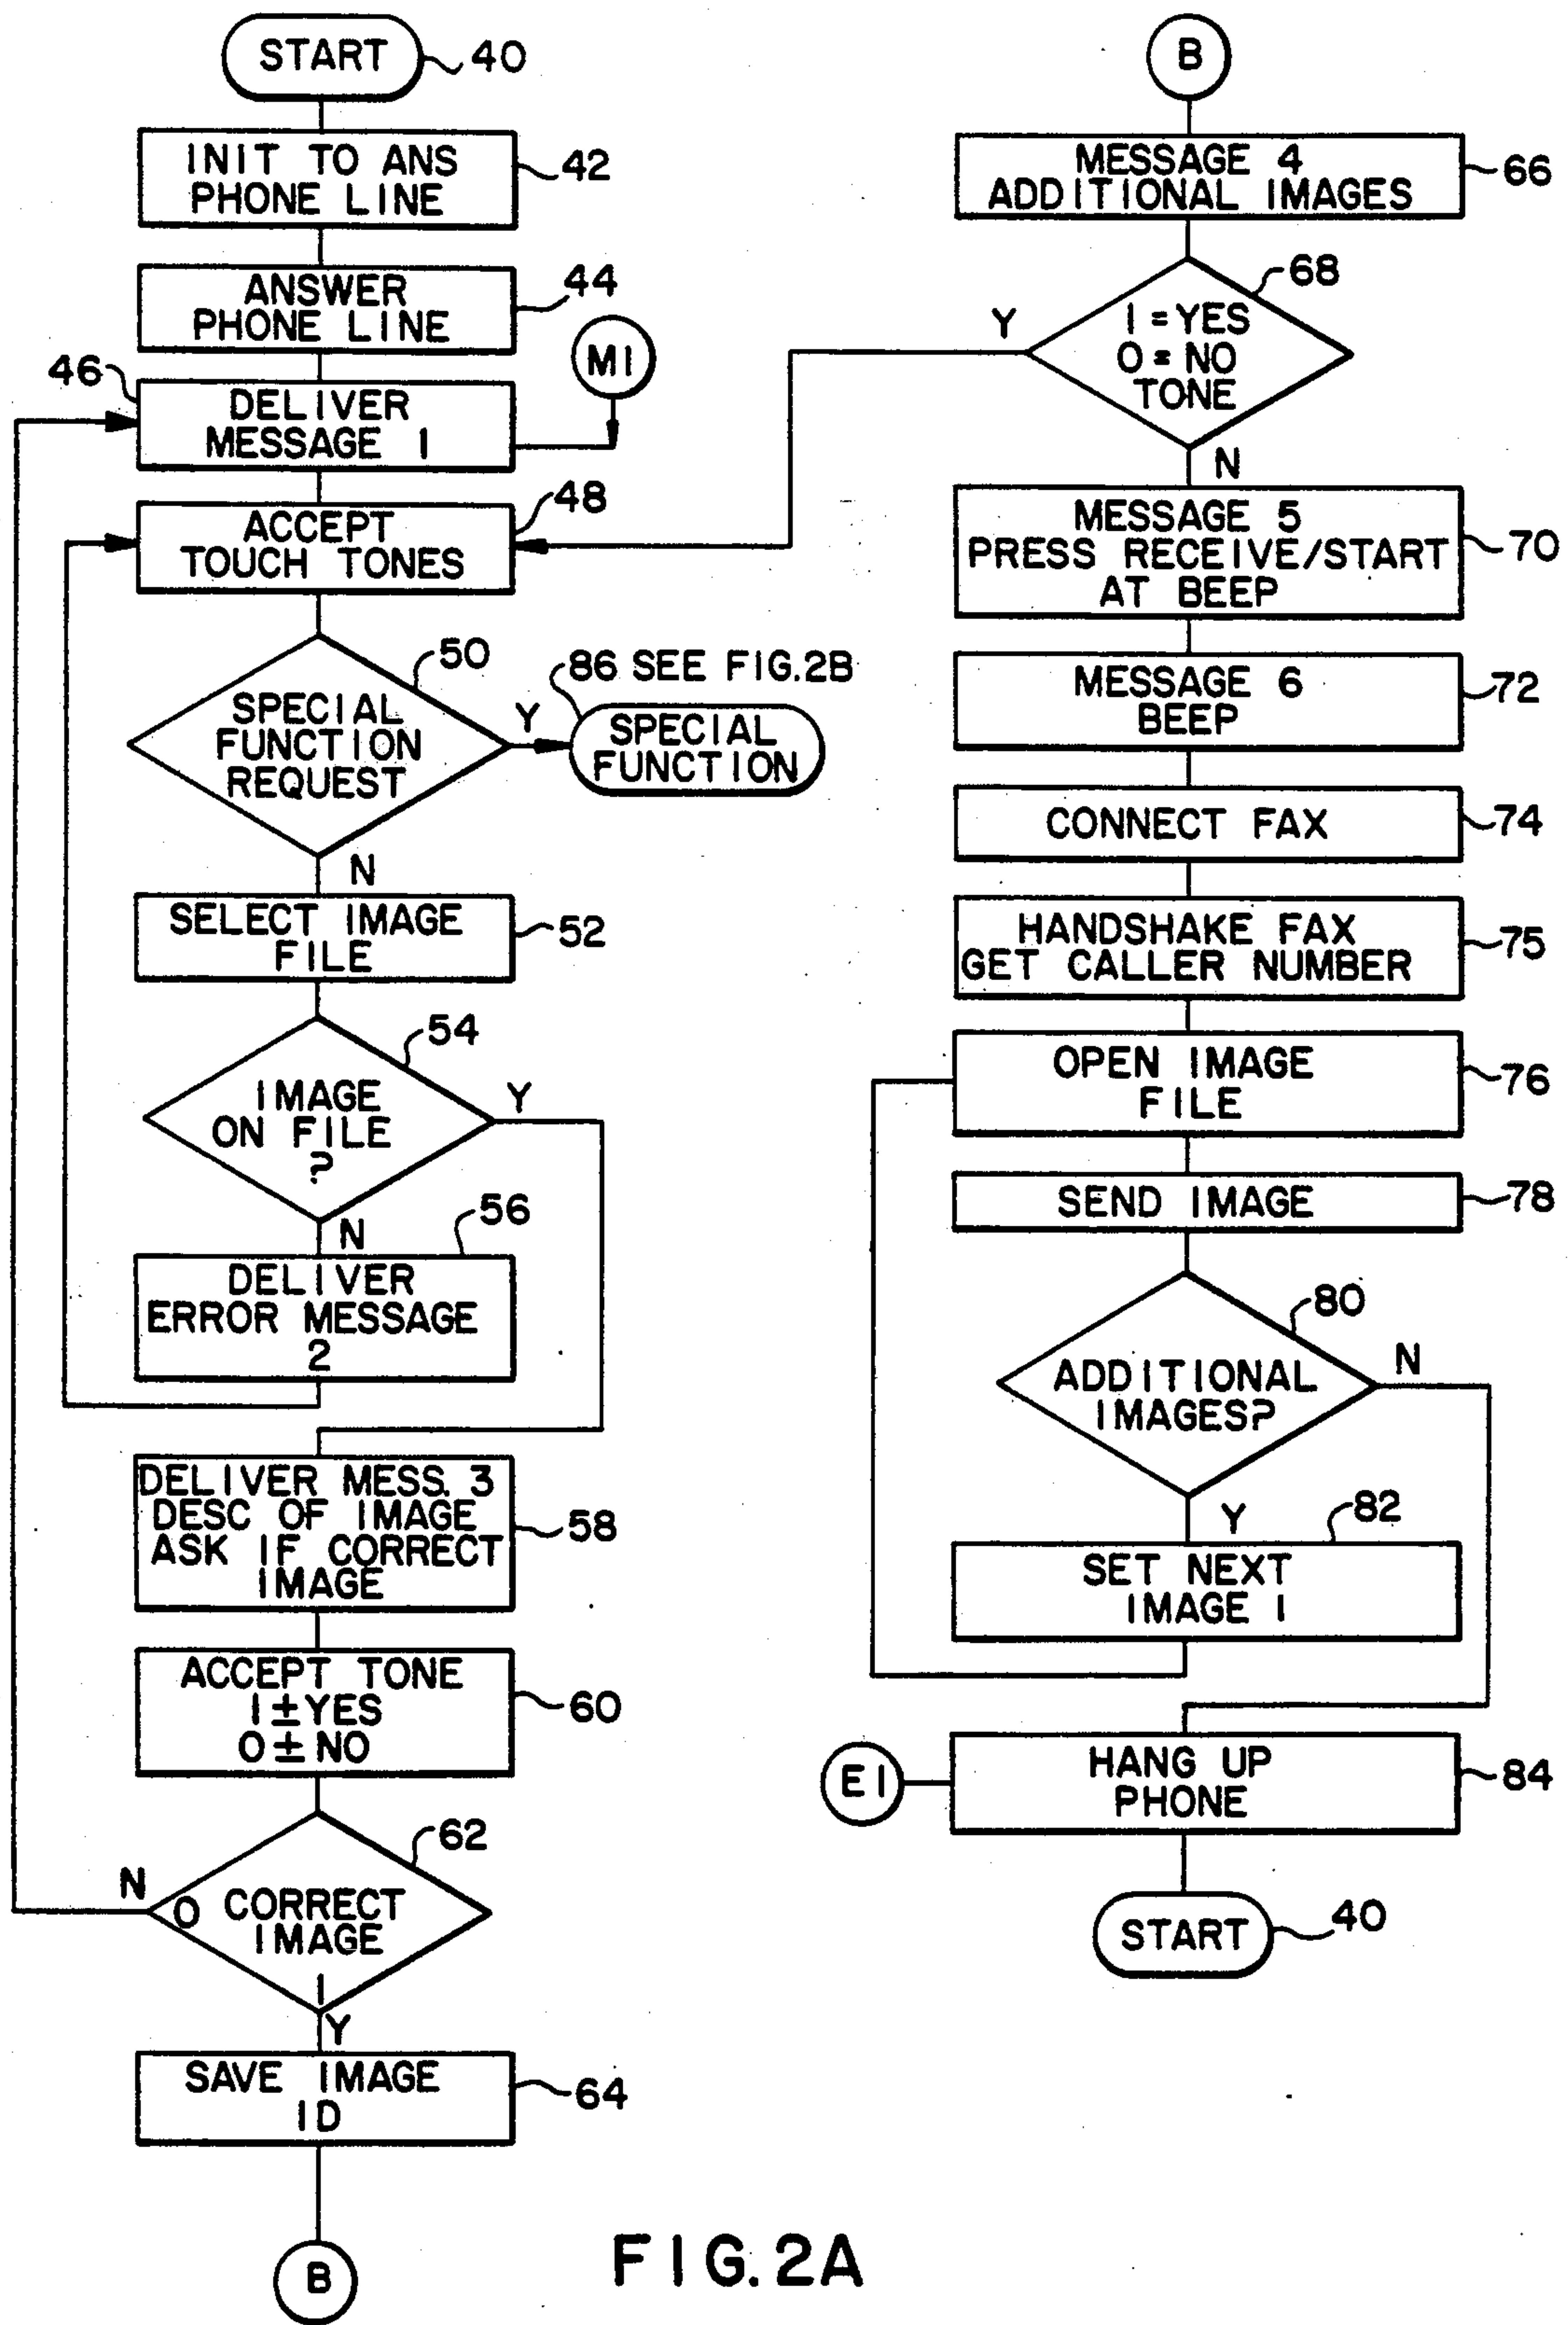 START
40
INIT TO ANS
PHONE LINE
42
ANSWER
PHONE LINE
44
M1
46
DELIVER
MESSAGE 1
ACCEPT
TOUCH TONES
48
SPECIAL
FUNCTION
REQUEST
50
Y
N
86 SEE FIG.2B
SPECIAL
FUNCTION
SELECT IMAGE
FILE
52
IMAGE
ON FILE
?
54
Y
N
DELIVER
ERROR MESSAGE
2
56
DELIVER MESS. 3
DESC OF IMAGE
ASK IF CORRECT
IMAGE
58
ACCEPT TONE
1 ± YES
0 ± NO
60
62
N
0 CORRECT
IMAGE
1
Y
SAVE IMAGE
ID
64
B
B
MESSAGE 4
ADDITIONAL IMAGES
66
68
Y
1 = YES
0 = NO
TONE
N
MESSAGE 5
PRESS RECEIVE/START
AT BEEP
70
MESSAGE 6
BEEP
72
CONNECT FAX
74
HANDSHAKE FAX
GET CALLER NUMBER
75
OPEN IMAGE
FILE
76
SEND IMAGE
78
80
ADDITIONAL
IMAGES?
N
Y
82
SET NEXT
IMAGE 1
E1
HANG UP
PHONE
84
START
40
FIG. 2A